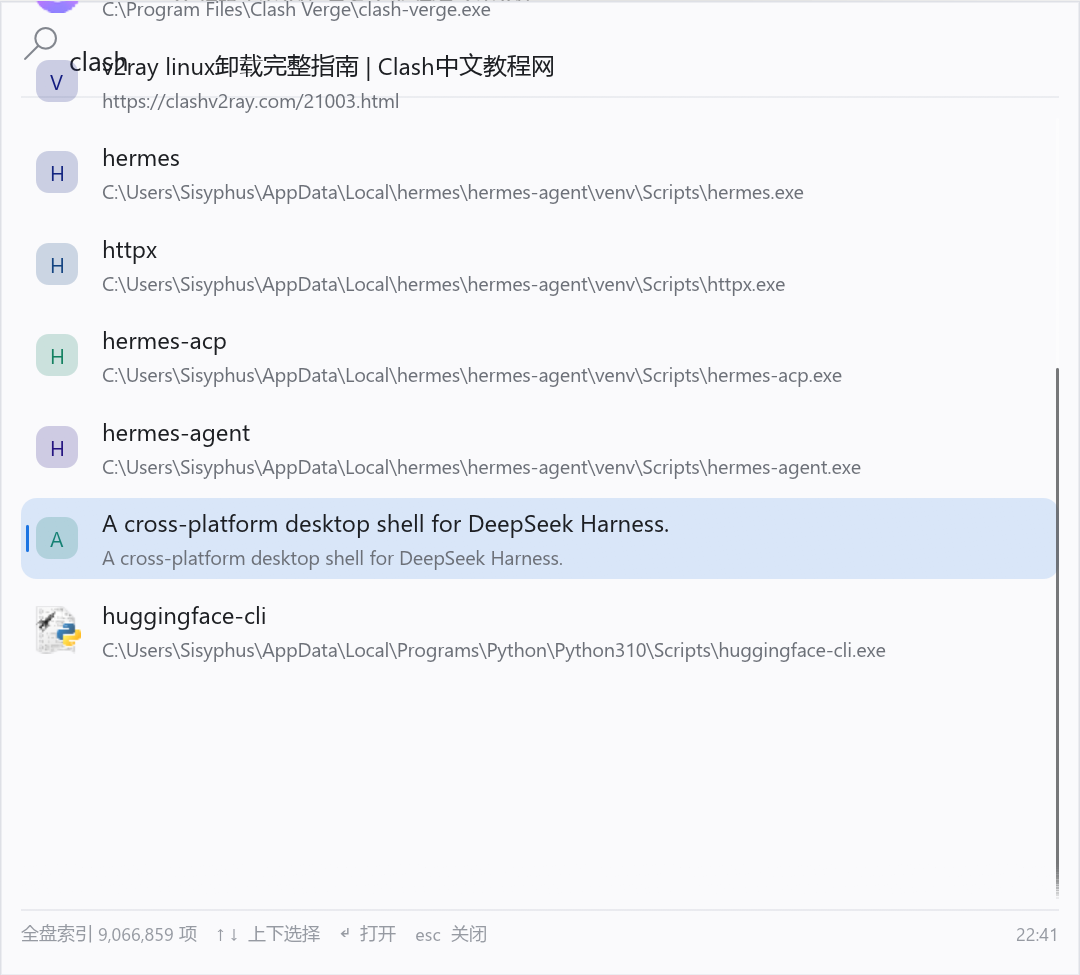 C:\Program Files\Clash Verge\clash-verge.exe
clash
V
v2ray linux卸载完整指南 | Clash中文教程网
https://clashv2ray.com/21003.html
H
hermes
C:\Users\Sisyphus\AppData\Local\hermes\hermes-agent\venv\Scripts\hermes.exe
H
httpx
C:\Users\Sisyphus\AppData\Local\hermes\hermes-agent\venv\Scripts\httpx.exe
H
hermes-acp
C:\Users\Sisyphus\AppData\Local\hermes\hermes-agent\venv\Scripts\hermes-acp.exe
H
hermes-agent
C:\Users\Sisyphus\AppData\Local\hermes\hermes-agent\venv\Scripts\hermes-agent.exe
A
A cross-platform desktop shell for DeepSeek Harness.
A cross-platform desktop shell for DeepSeek Harness.
huggingface-cli
C:\Users\Sisyphus\AppData\Local\Programs\Python\Python310\Scripts\huggingface-cli.exe
全盘索引 9,066,859 项 ↑↓ 上下选择 ↵ 打开 esc 关闭 22:41